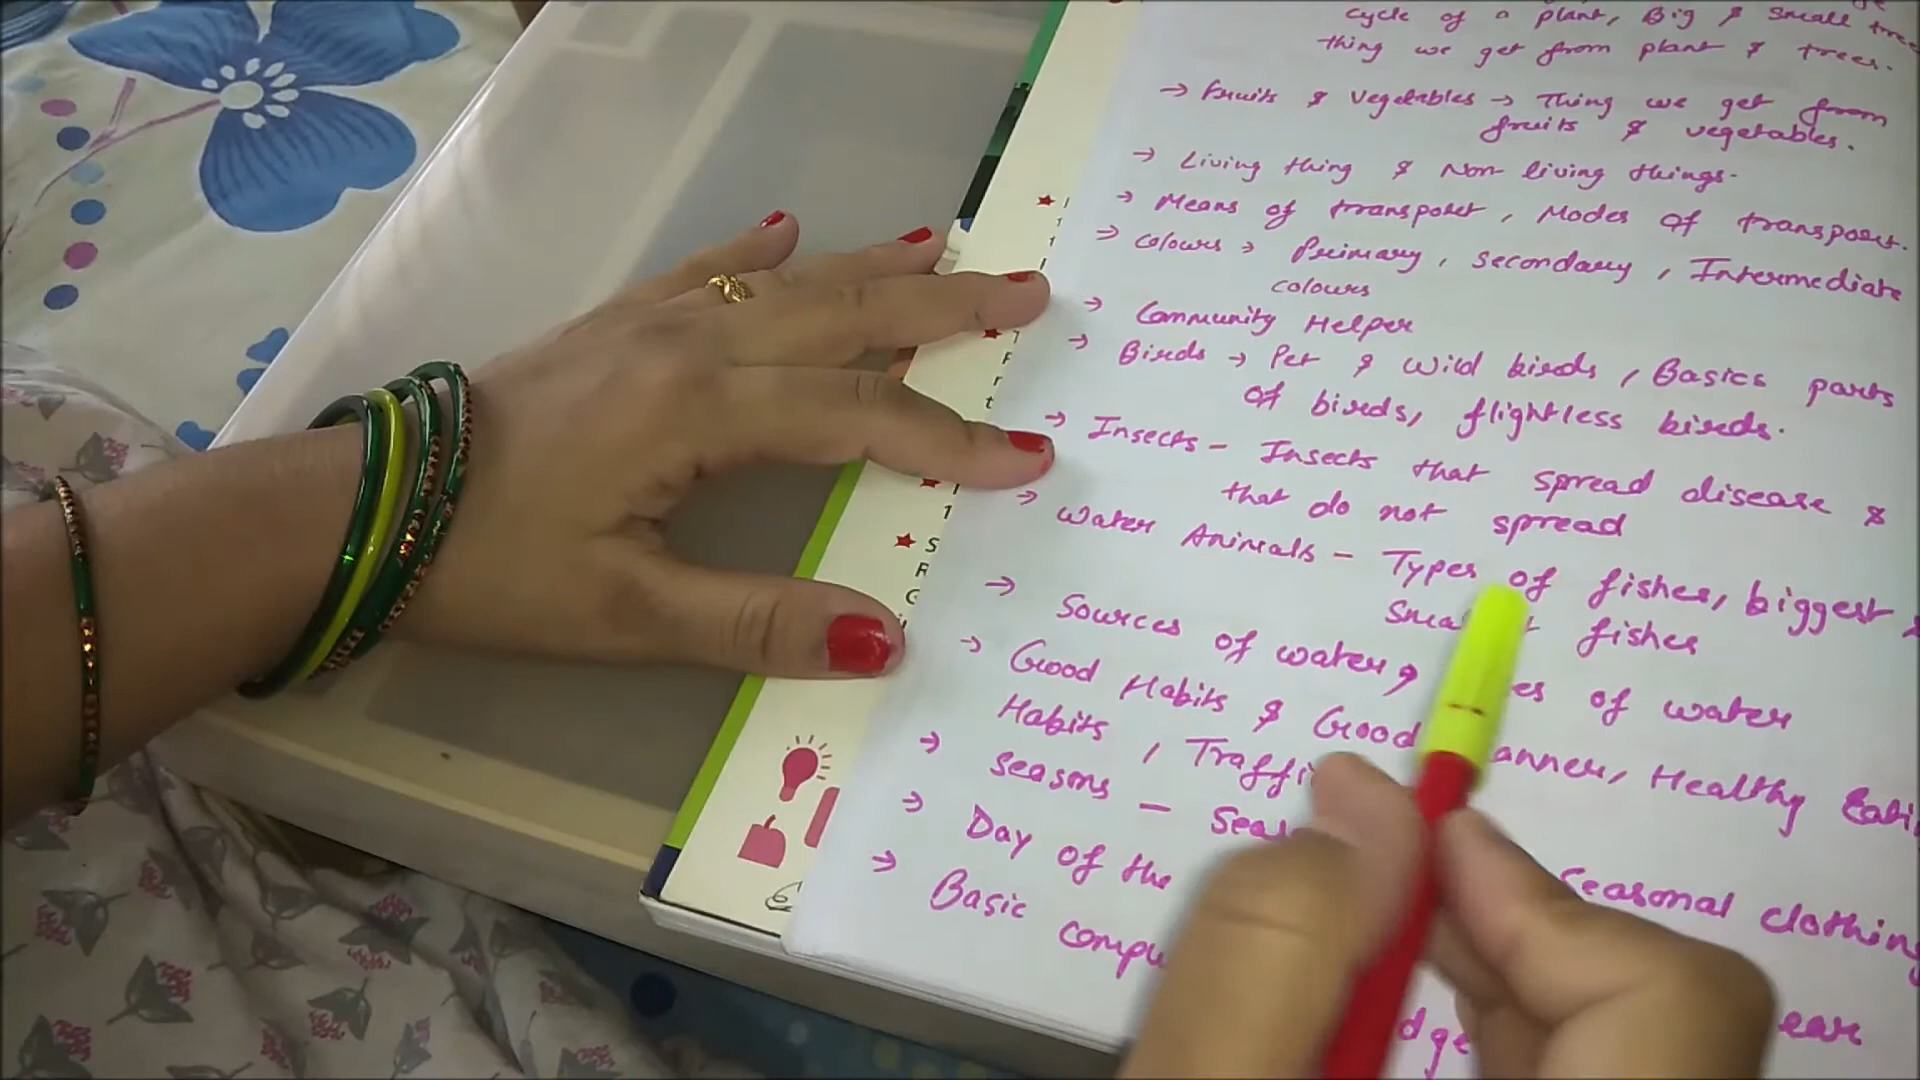 cycle of a plant, Big & Small tree
thing we get from plant & trees.
→ Fruits & Vegetables → Thing we get from
fruits & vegetables.
→ Living thing & Non living things.
→ Means of transport, Modes of transport.
→ Colours → Primary, secondary, Intermediate
colours
→ Community Helper
→ Birds → Pet & Wild birds, Basics parts
of birds, flightless birds.
→ Insects - Insects that spread disease &
that do not spread
→ Water Animals - Types of fishes, biggest
fishes
→ Sources of water, of water
→ Good Habits & Good Healthy
Habits,
→ Seasons - Seasonal clothing
→ Day of the
→ Basic